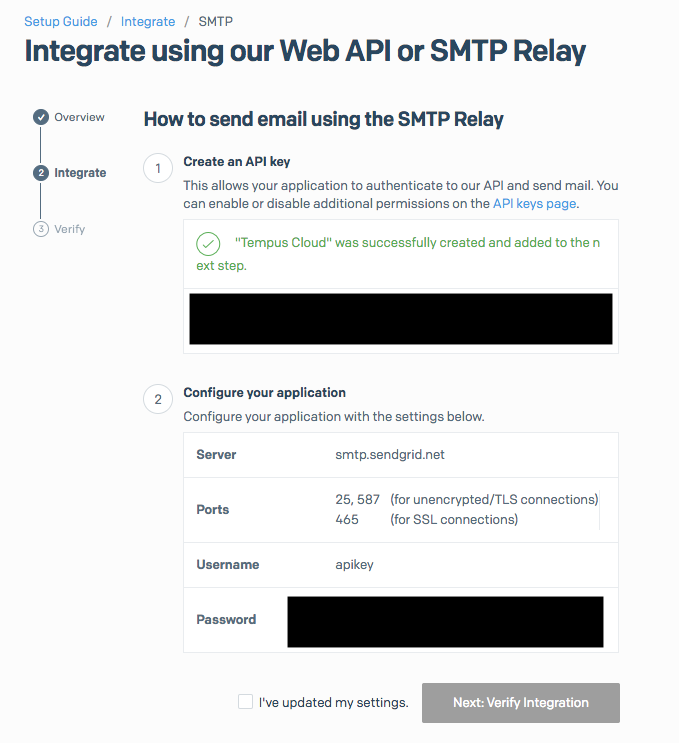 Setup Guide / Integrate / SMTP
Integrate using our Web API or SMTP Relay
Overview
2 Integrate
3 Verify
How to send email using the SMTP Relay
1 Create an API key
This allows your application to authenticate to our API and send mail. You
can enable or disable additional permissions on the API keys page.
"Tempus Cloud" was successfully created and added to the n
ext step.
2 Configure your application
Configure your application with the settings below.
Server smtp.sendgrid.net
Ports
25, 587 (for unencrypted/TLS connections)
465 (for SSL connections)
Username apikey
Password
I've updated my settings.
Next: Verify Integration